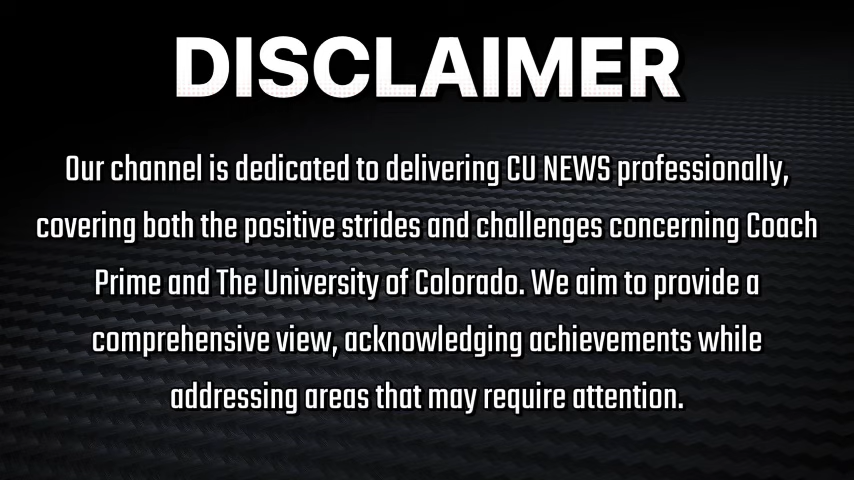 DISCLAIMER
Our channel is dedicated to delivering CU NEWS professionally,
covering both the positive strides and challenges concerning Coach
Prime and The University of Colorado. We aim to provide a
comprehensive view, acknowledging achievements while
addressing areas that may require attention.